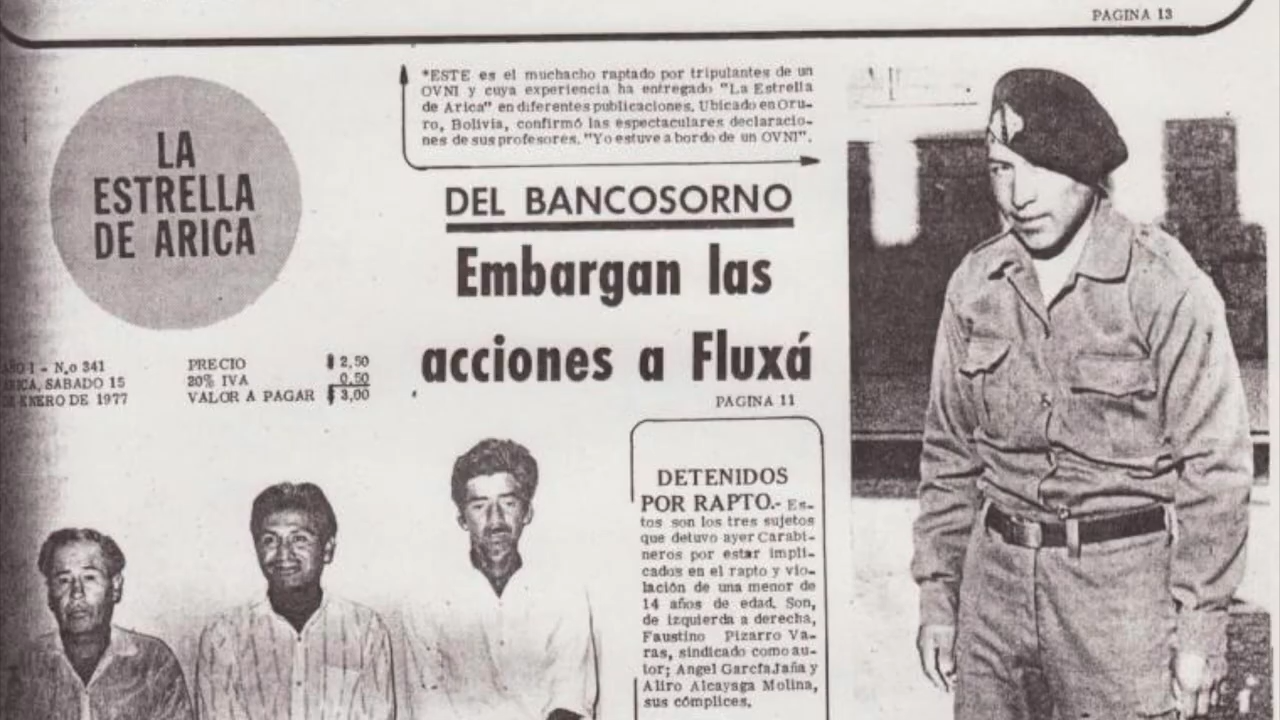 PAGINA 13
*ESTE es el muchacho raptado por tripulantes de un
OVNI y cuya experiencia ha entregado "La Estrella
de Arica" en diferentes publicaciones. Ubicado en Oru-
ro, Bolivia, confirmó las espectaculares declaracio-
nes de sus profesores. "Yo estuve a bordo de un OVNI".
LA
ESTRELLA
DE ARICA
DEL BANCOSORNO
Embargan las
acciones a Fluxá
PAGINA 11
AÑO I - N.o 341
ARICA, SABADO 15
DE ENERO DE 1977
PRECIO $ 2,50
20% IVA 0,50
VALOR A PAGAR $ 3,00
DETENIDOS
POR RAPTO.- Es-
tos son los tres sujetos
que detuvo ayer Carabi-
neros por estar impli-
cados en el rapto y vio-
lación de una menor de
14 años de edad. Son,
de izquierda a derecha,
Faustino Pizarro Va-
ras, sindicado como au-
tor; Angel García Jaña y
Aliro Alcayaga Molina,
sus cómplices.